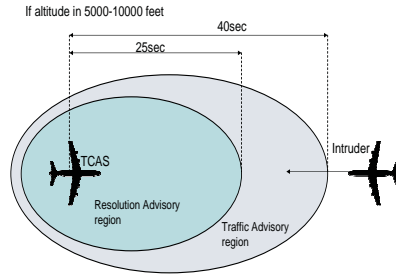 If altitude in 5000-10000 feet
40sec
25sec
TCAS
Intruder
Resolution Advisory
region
Traffic Advisory
region